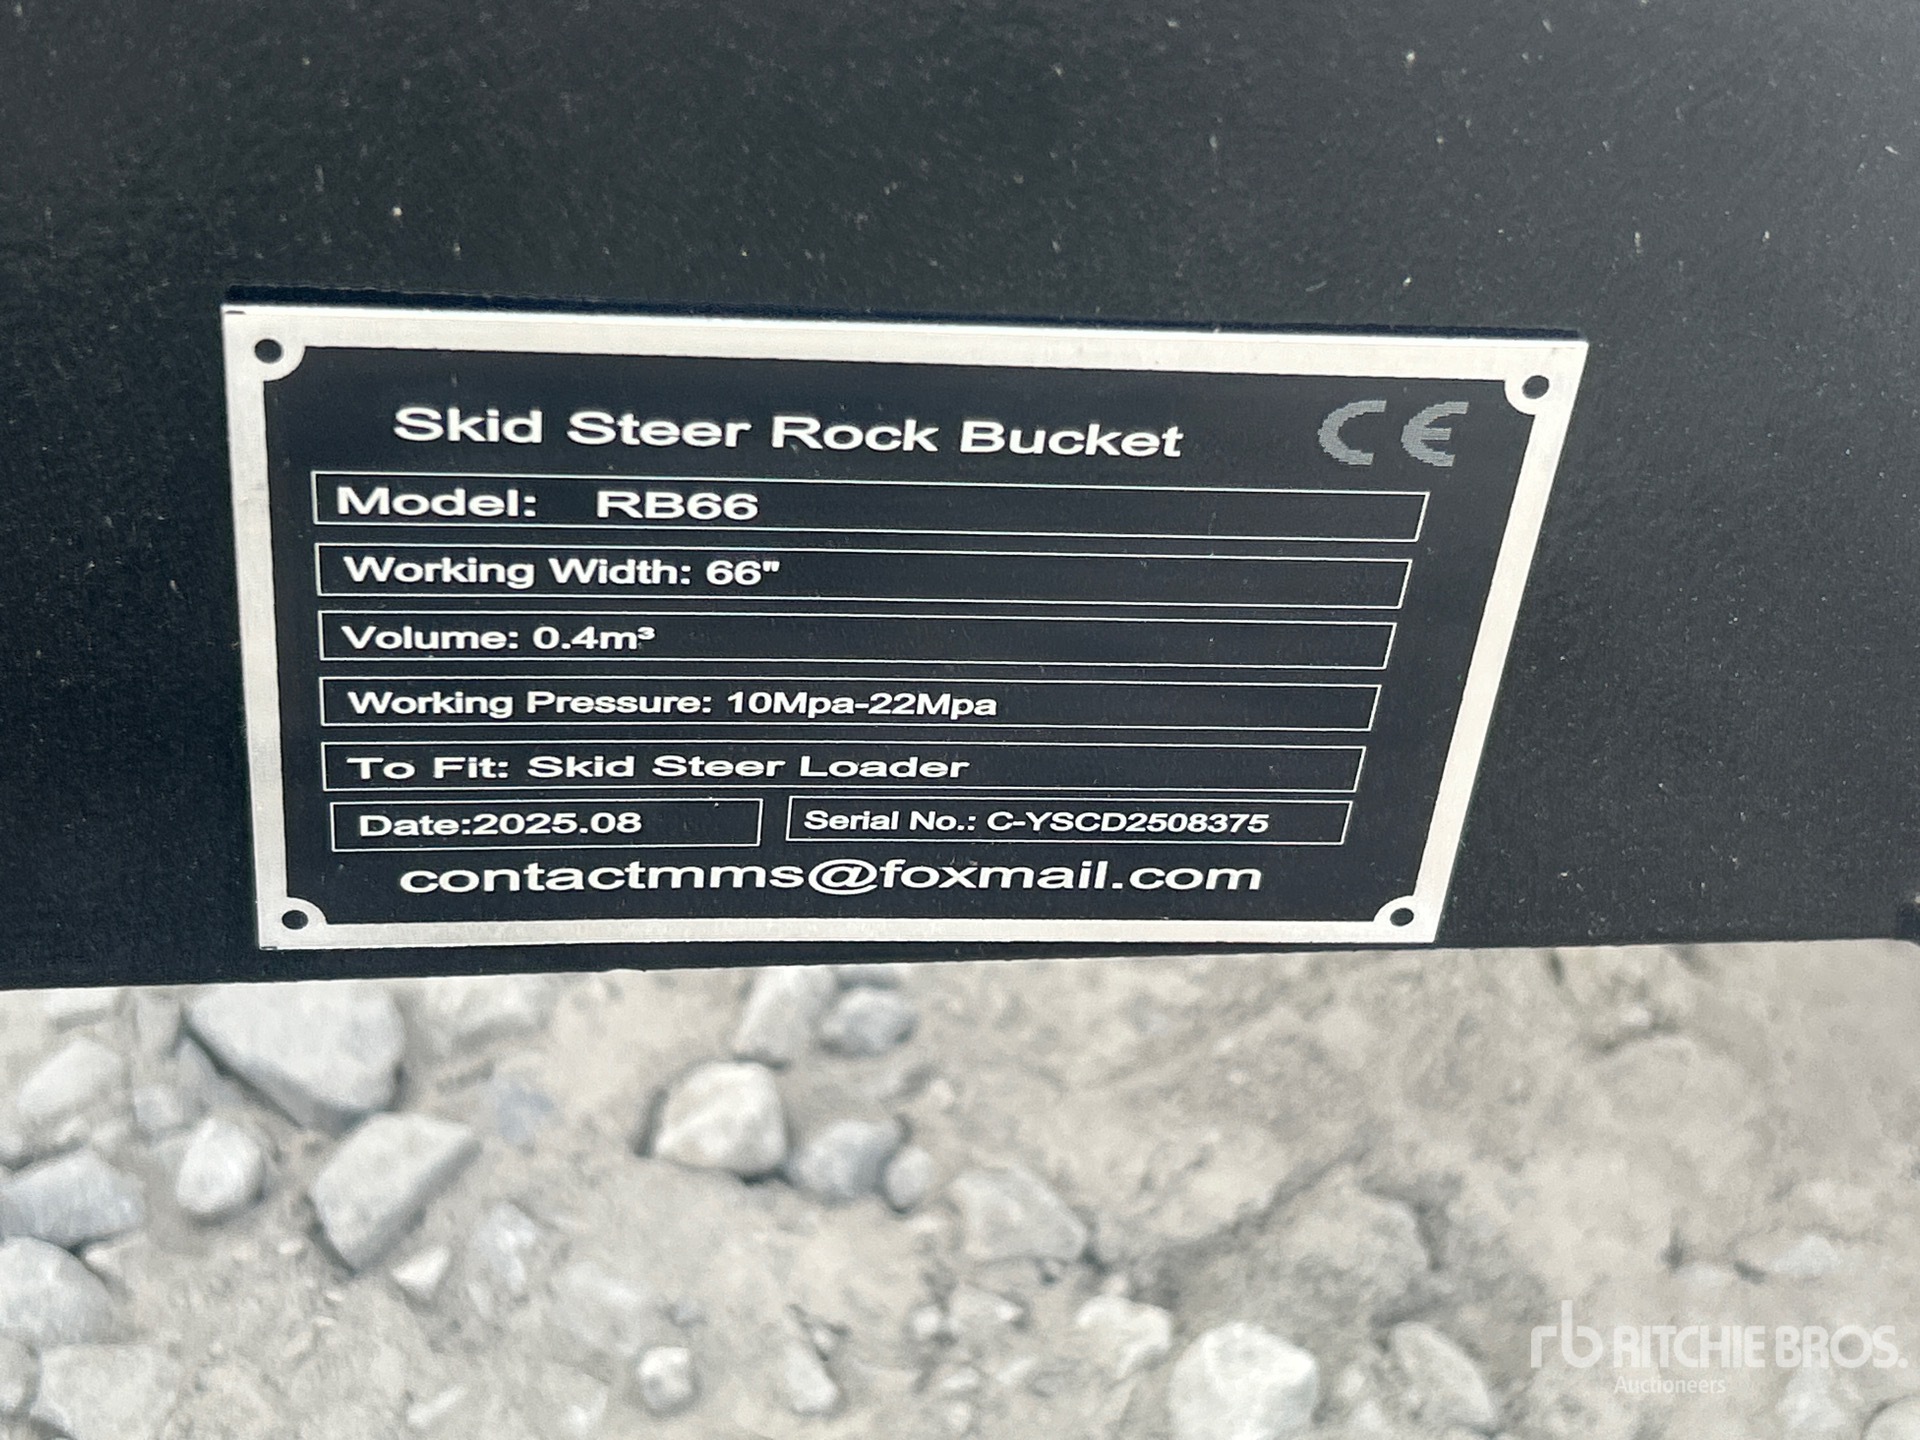 Skid Steer Rock Bucket CE
Model: RB66
Working Width: 66"
Volume: 0.4m³
Working Pressure: 10Mpa-22Mpa
To Fit: Skid Steer Loader
Date:2025.08 Serial No.: C-YSCD2508375
contactmms@foxmail.com
rb RITCHIE BROS.
Auctioneers